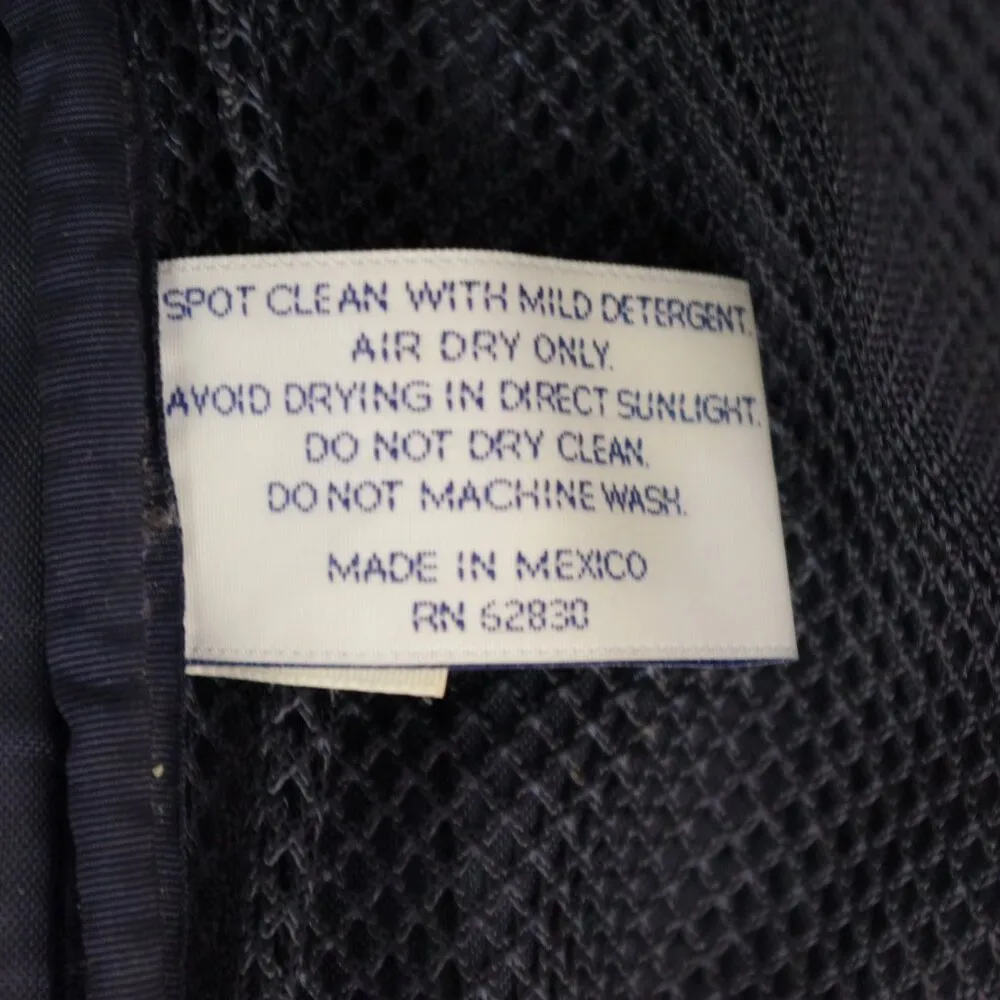 SPOT CLEAN WITH MILD DETERGENT.
AIR DRY ONLY.
AVOID DRYING IN DIRECT SUNLIGHT.
DO NOT DRY CLEAN.
DO NOT MACHINE WASH.
MADE IN MEXICO
RN 62830